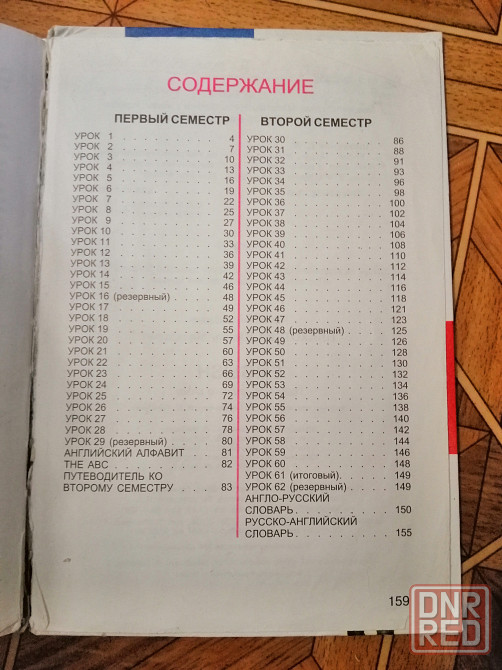 СОДЕРЖАНИЕ
ПЕРВЫЙ СЕМЕСТР
УРОК 1 . . . . . . . . . . 4
УРОК 2 . . . . . . . . . . 7
УРОК 3 . . . . . . . . . . 10
УРОК 4 . . . . . . . . . . 13
УРОК 5 . . . . . . . . . . 16
УРОК 6 . . . . . . . . . . 19
УРОК 7 . . . . . . . . . . 22
УРОК 8 . . . . . . . . . . 25
УРОК 9 . . . . . . . . . . 27
УРОК 10 . . . . . . . . . . 30
УРОК 11 . . . . . . . . . . 33
УРОК 12 . . . . . . . . . . 36
УРОК 13 . . . . . . . . . . 39
УРОК 14 . . . . . . . . . . 42
УРОК 15 . . . . . . . . . . 46
УРОК 16 (резервный) . . . . . 48
УРОК 17 . . . . . . . . . . 49
УРОК 18 . . . . . . . . . . 52
УРОК 19 . . . . . . . . . . 55
УРОК 20 . . . . . . . . . . 57
УРОК 21 . . . . . . . . . . 60
УРОК 22 . . . . . . . . . . 63
УРОК 23 . . . . . . . . . . 66
УРОК 24 . . . . . . . . . . 69
УРОК 25 . . . . . . . . . . 72
УРОК 26 . . . . . . . . . . 74
УРОК 27 . . . . . . . . . . 76
УРОК 28 . . . . . . . . . . 78
УРОК 29 (резервный) . . . . . 80
АНГЛИЙСКИЙ АЛФАВИТ . . . 81
THE ABC . . . . . . . . . . 82
ПУТЕВОДИТЕЛЬ КО
ВТОРОМУ СЕМЕСТРУ . . . . 83
ВТОРОЙ СЕМЕСТР
УРОК 30 . . . . . . . . . . 86
УРОК 31 . . . . . . . . . . 88
УРОК 32 . . . . . . . . . . 91
УРОК 33 . . . . . . . . . . 93
УРОК 34 . . . . . . . . . . 96
УРОК 35 . . . . . . . . . . 98
УРОК 36 . . . . . . . . . . 100
УРОК 37 . . . . . . . . . . 102
УРОК 38 . . . . . . . . . . 104
УРОК 39 . . . . . . . . . . 106
УРОК 40 . . . . . . . . . . 108
УРОК 41 . . . . . . . . . . 110
УРОК 42 . . . . . . . . . . 112
УРОК 43 . . . . . . . . . . 114
УРОК 44 . . . . . . . . . . 116
УРОК 45 . . . . . . . . . . 118
УРОК 46 . . . . . . . . . . 121
УРОК 47 . . . . . . . . . . 123
УРОК 48 (резервный) . . . . . 125
УРОК 49 . . . . . . . . . . 126
УРОК 50 . . . . . . . . . . 128
УРОК 51 . . . . . . . . . . 130
УРОК 52 . . . . . . . . . . 132
УРОК 53 . . . . . . . . . . 134
УРОК 54 . . . . . . . . . . 136
УРОК 55 . . . . . . . . . . 138
УРОК 56 . . . . . . . . . . 140
УРОК 57 . . . . . . . . . . 142
УРОК 58 . . . . . . . . . . 144
УРОК 59 . . . . . . . . . . 146
УРОК 60 . . . . . . . . . . 148
УРОК 61 (итоговый) . . . . . 149
УРОК 62 (резервный) . . . . . 149
АНГЛО-РУССКИЙ
СЛОВАРЬ . . . . . . . . . . 150
РУССКО-АНГЛИЙСКИЙ
СЛОВАРЬ . . . . . . . . . . 155
159
DNR
RED